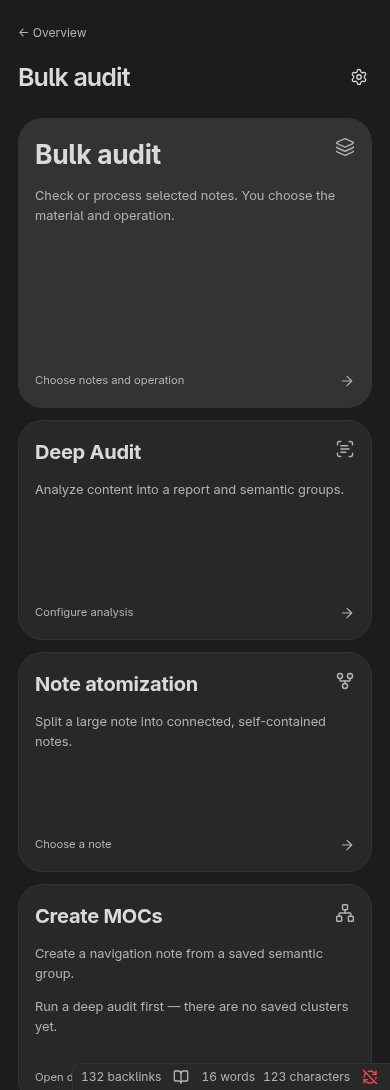 ← Overview
Bulk audit
Bulk audit
Check or process selected notes. You choose the
material and operation.
Choose notes and operation
Deep Audit
Analyze content into a report and semantic groups.
Configure analysis
Note atomization
Split a large note into connected, self-contained
notes.
Choose a note
Create MOCs
Create a navigation note from a saved semantic
group.
Run a deep audit first — there are no saved clusters
yet.
Open
132 backlinks 16 words 123 characters